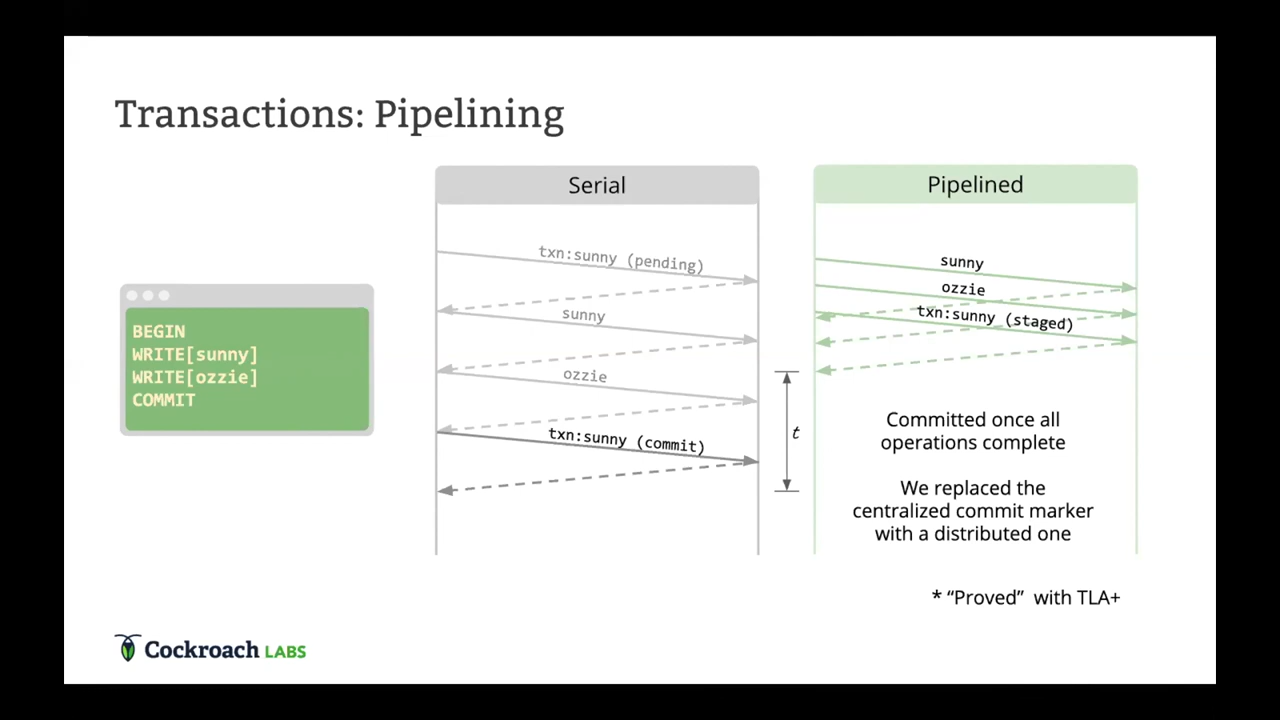 Transactions: Pipelining
BEGIN
WRITE[sunny]
WRITE[ozzie]
COMMIT
Serial
txn:sunny (pending)
sunny
ozzie
txn:sunny (commit)
t
Pipelined
sunny
ozzie
txn:sunny (staged)
Committed once all
operations complete
We replaced the
centralized commit marker
with a distributed one
* “Proved” with TLA+
Cockroach LABS